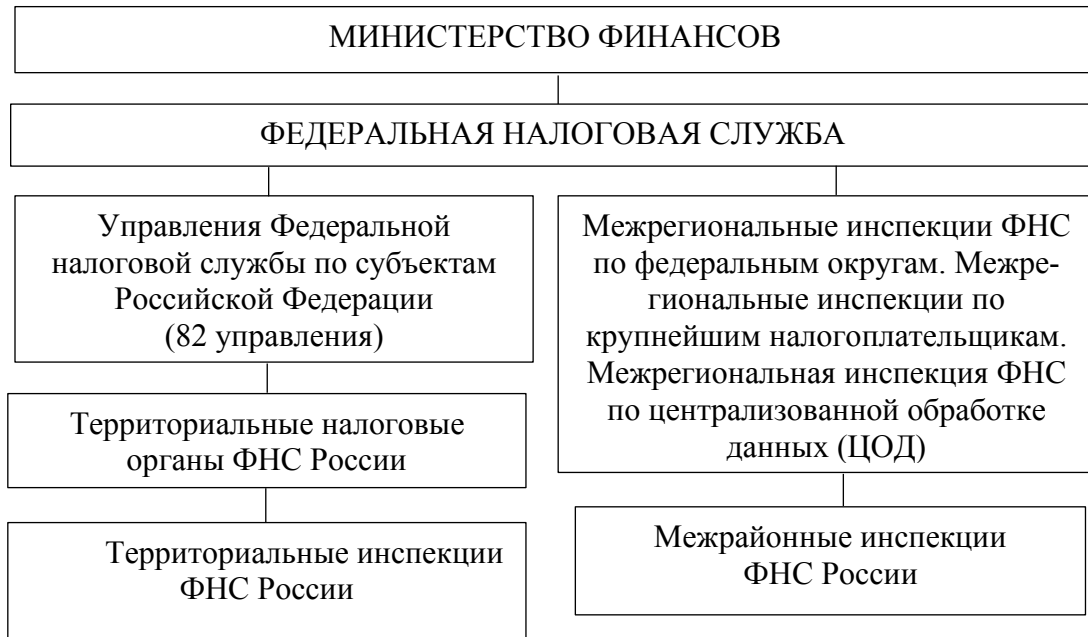 МИНИСТЕРСТВО ФИНАНСОВ
ФЕДЕРАЛЬНАЯ НАЛОГОВАЯ СЛУЖБА
Управления Федеральной
налоговой службы по субъектам
Российской Федерации
(82 управления)
Территориальные налоговые
органы ФНС России
Территориальные инспекции
ФНС России
Межрегиональные инспекции ФНС
по федеральным округам. Межре-
гиональные инспекции по
крупнейшим налогоплательщикам.
Межрегиональная инспекция ФНС
по централизованной обработке
данных (ЦОД)
Межрайонные инспекции
ФНС России